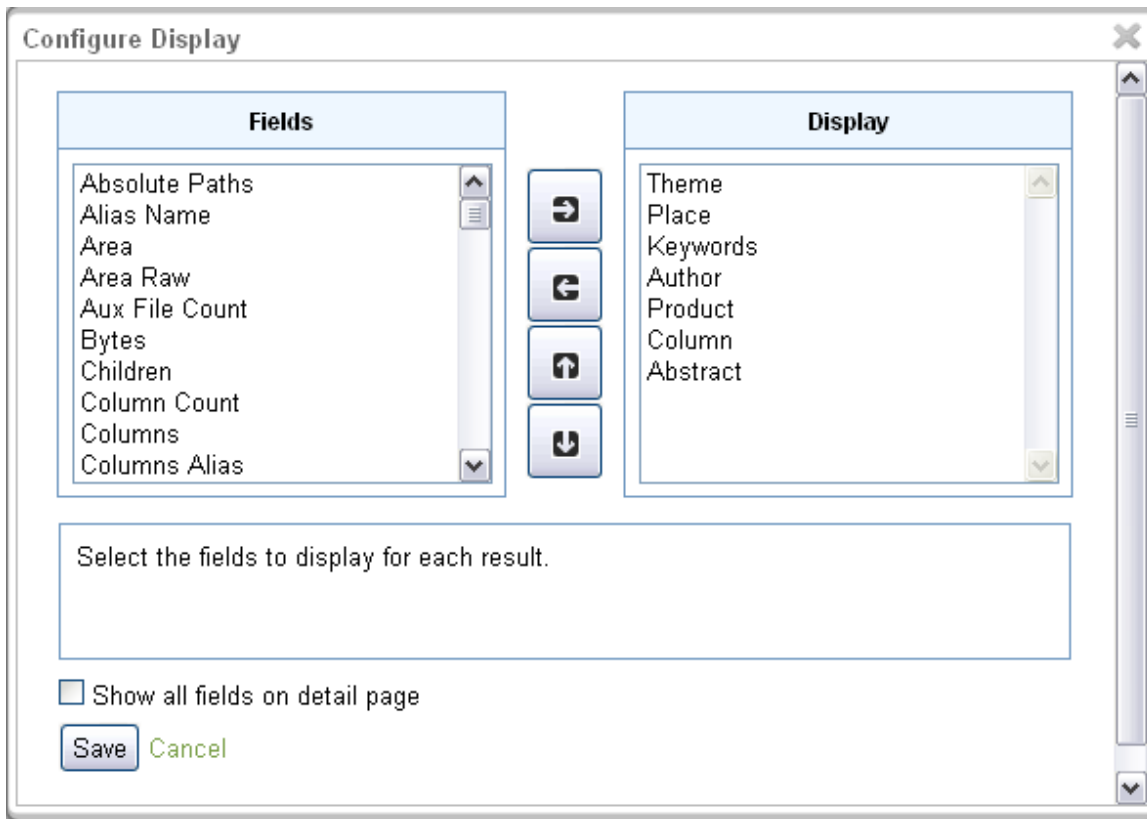 Configure Display
Fields
Absolute Paths
Alias Name
Area
Area Raw
Aux File Count
Bytes
Children
Column Count
Columns
Columns Alias
Display
Theme
Place
Keywords
Author
Product
Column
Abstract
Select the fields to display for each result.
Show all fields on detail page
Save Cancel